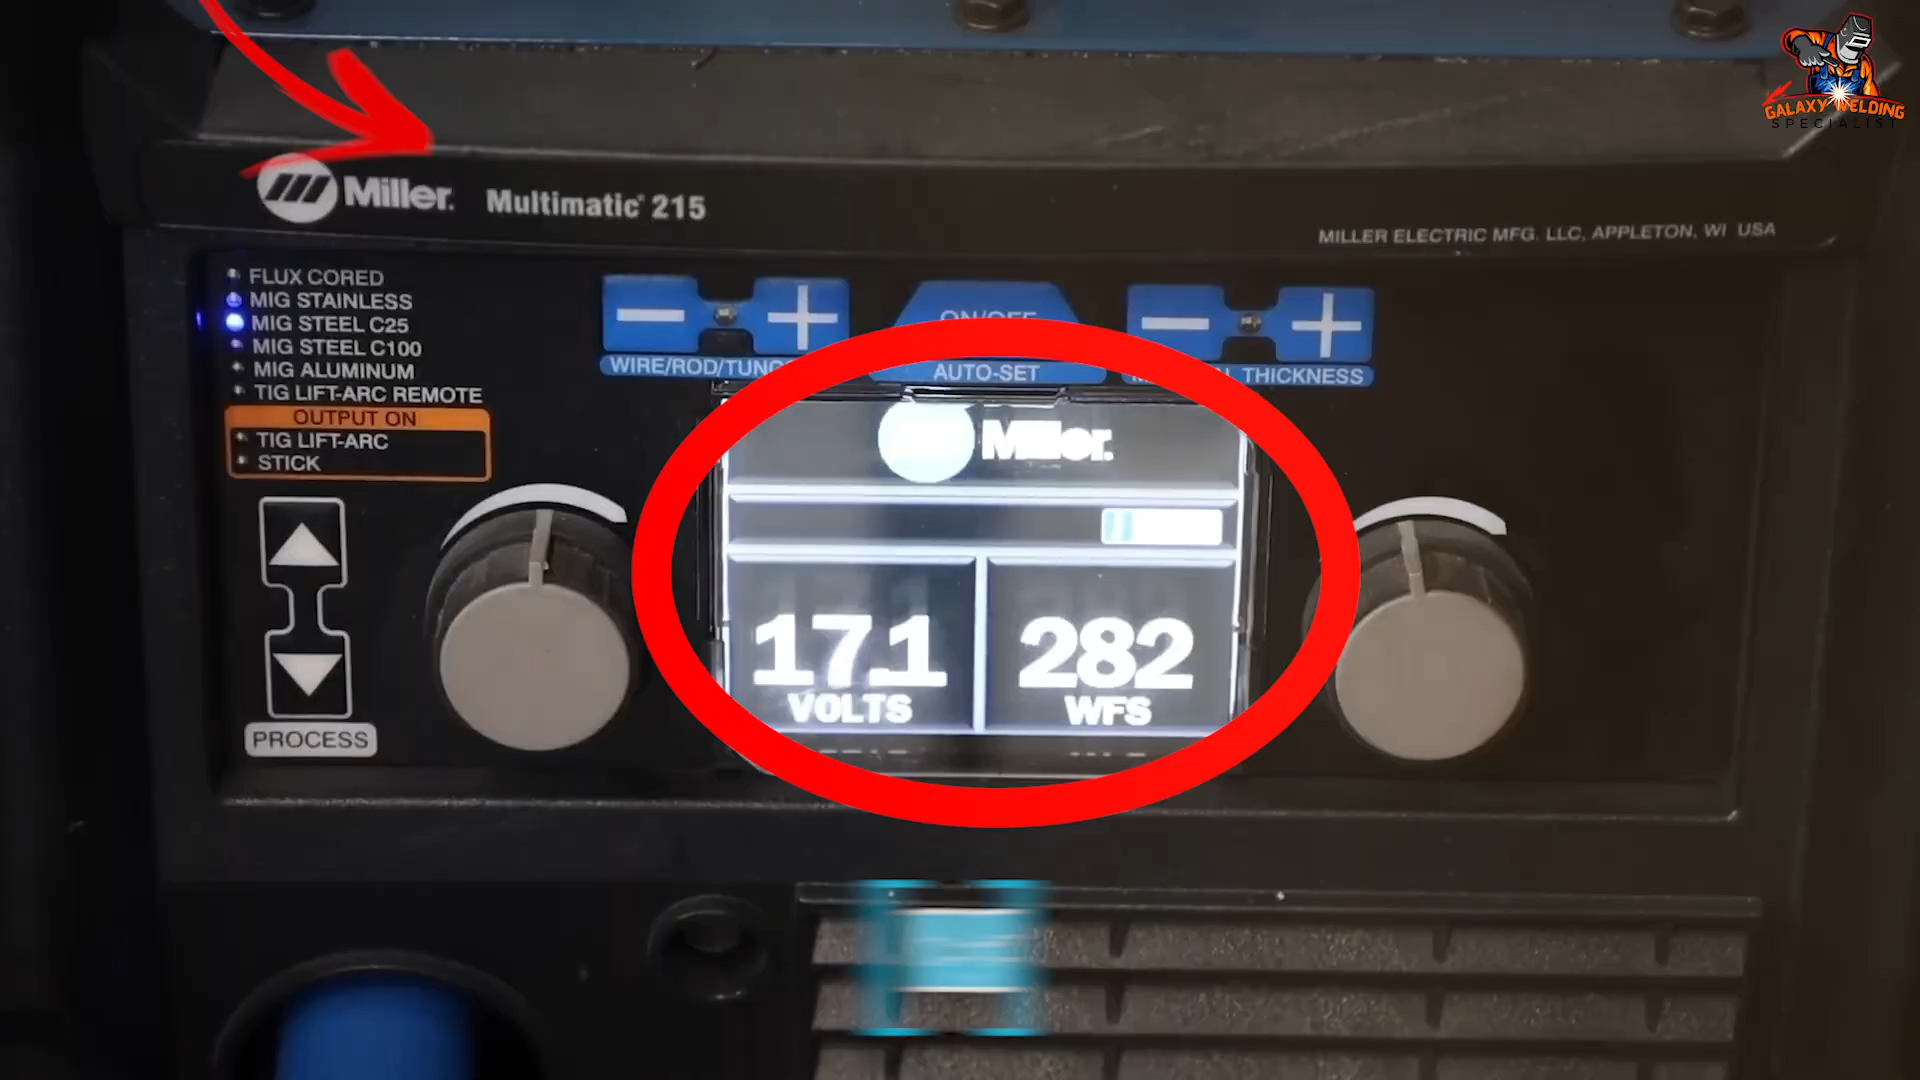 GALAXY WELDING
SPECIALIST
Miller. Multimatic 215
MILLER ELECTRIC MFG. LLC, APPLETON, WI USA
FLUX CORED
MIG STAINLESS
MIG STEEL C25
MIG STEEL C100
MIG ALUMINUM
TIG LIFT-ARC REMOTE
OUTPUT ON
TIG LIFT-ARC
STICK
PROCESS
ON/OFF
WIRE/ROD/
AUTO-SET
THICKNESS
Miller.
17.1
VOLTS
282
WFS